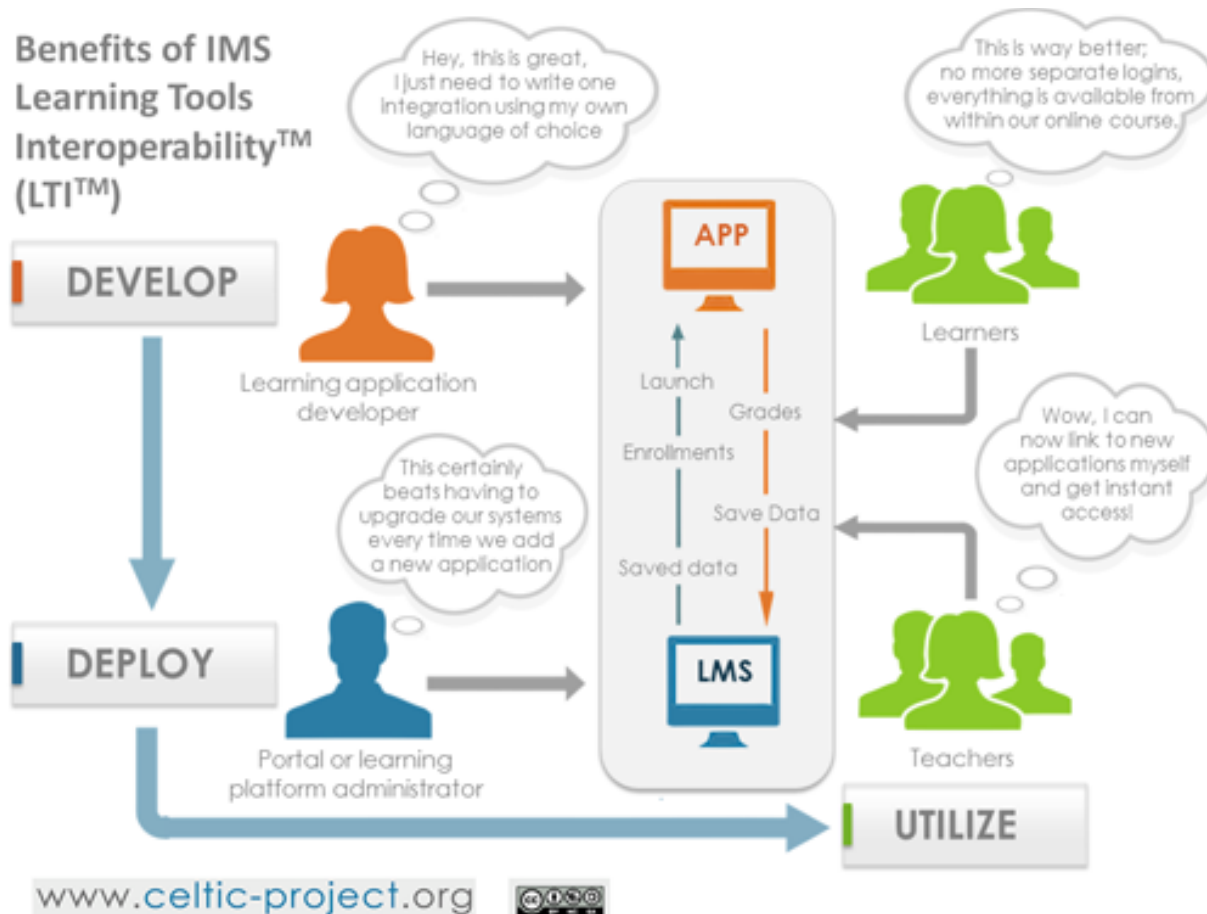 Benefits of IMS
Learning Tools
Interoperability™
(LTI™)
Hey, this is great,
I just need to write one
integration using my own
language of choice
This is way better;
no more separate logins,
everything is available from
within our online course.
DEVELOP
Learning application
developer
APP
Learners
Launch
Grades
Enrollments
Save Data
Saved data
LMS
Wow, I can
now link to new
applications myself
and get instant
access!
This certainly
beats having to
upgrade our systems
every time we add
a new application
DEPLOY
Portal or learning
platform administrator
Teachers
UTILIZE
www.celtic-project.org